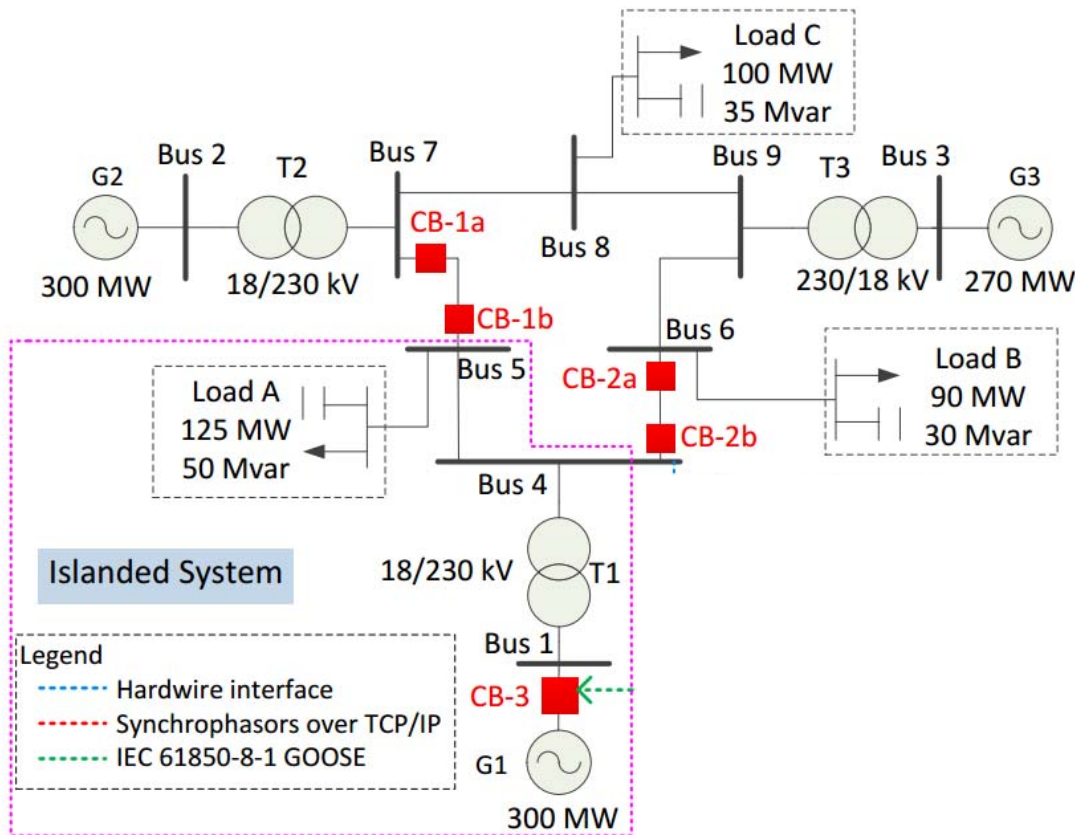 Load C
100 MW
35 Mvar
Bus 2
T2
Bus 7
Bus 9
T3
Bus 3
G2
G3
CB-1a
Bus 8
300 MW
18/230 kV
230/18 kV
270 MW
CB-1b
Bus 6
Bus 5
Load A
125 MW
50 Mvar
CB-2a
Load B
90 MW
30 Mvar
CB-2b
Bus 4
Islanded System
18/230 kV
T1
Bus 1
Legend
Hardwire interface
Synchrophasors over TCP/IP
IEC 61850-8-1 GOOSE
CB-3
G1
300 MW